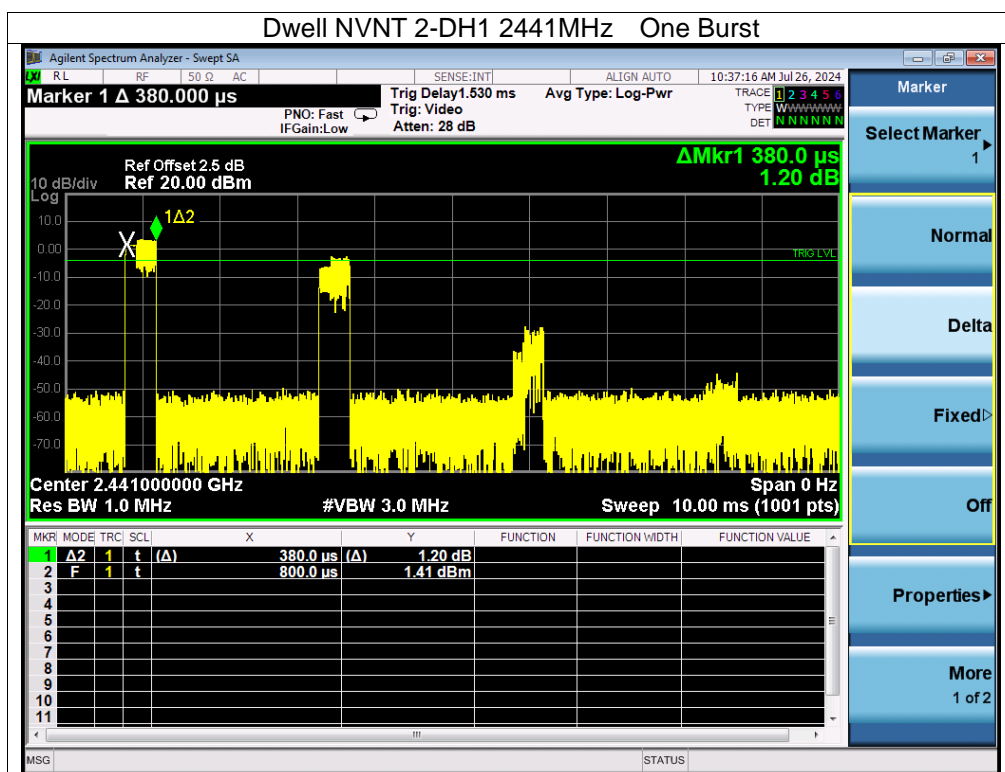 Dwell NVNT 2-DH1 2441MHz One Burst
Agilent Spectrum Analyzer - Swept SA
LXI RL RF 50 Ω AC SENSE:INT ALIGN AUTO 10:37:16 AM Jul 26, 2024
Marker 1 Δ 380.000 µs
PNO: Fast
IFGain:Low
Trig Delay1.530 ms
Trig: Video
Atten: 28 dB
Avg Type: Log-Pwr
TRACE 1 2 3 4 5 6
TYPE WWWWWW
DET N N N N N N
Ref Offset 2.5 dB
Ref 20.00 dBm
10 dB/div
Log
ΔMkr1 380.0 µs
1.20 dB
10.0
0.00
-10.0
-20.0
-30.0
-40.0
-50.0
-60.0
-70.0
1Δ2
TRIG LVL
Center 2.441000000 GHz Span 0 Hz
Res BW 1.0 MHz #VBW 3.0 MHz Sweep 10.00 ms (1001 pts)
MKR MODE TRC SCL X Y FUNCTION FUNCTION WIDTH FUNCTION VALUE
1 Δ2 1 t (Δ) 380.0 µs (Δ) 1.20 dB
2 F 1 t 800.0 µs 1.41 dBm
3
4
5
6
7
8
9
10
11
MSG STATUS
Marker
Select Marker
1
Normal
Delta
Fixed
Off
Properties
More
1 of 2